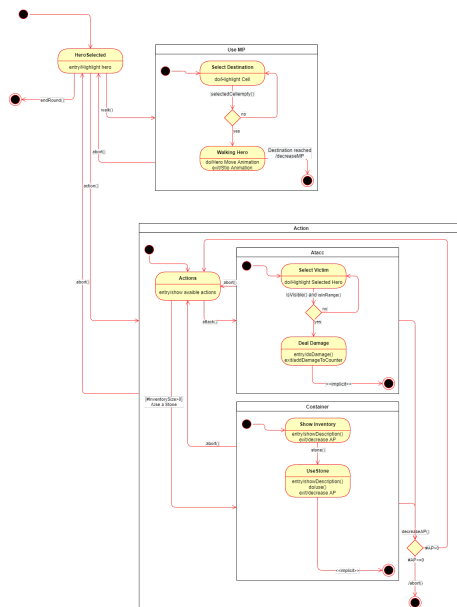 HeroSelected
entry/Highlight hero
endRound()
walk()
abort()
action()
abort()
Use MP
Select Destination
do/Highlight Cell
/selectedCell.empty()
no
yes
Walking Hero
do/Hero Move Animation
exit/Stto Animation
Destination reached
/decreaseMP
Action
Actions
entry/show avaible actions
abort()
attack()
[#InventorySize>0]
/Use a Stone
abort()
Atacc
Select Victim
do/Highlight Selected Hero
isVisible() and isInRange()
no
yes
Deal Damage
entry/doDamage()
exit/addDamageToCounter
<<implicit>>
Container
Show Inventory
entry/showDescription()
exit/decrease AP
stone()
UseStone
entry/showDescription()
do/use()
exit/decrease AP
<<implicit>>
/decreaseAP()
#AP>0
#AP==0
/abort()